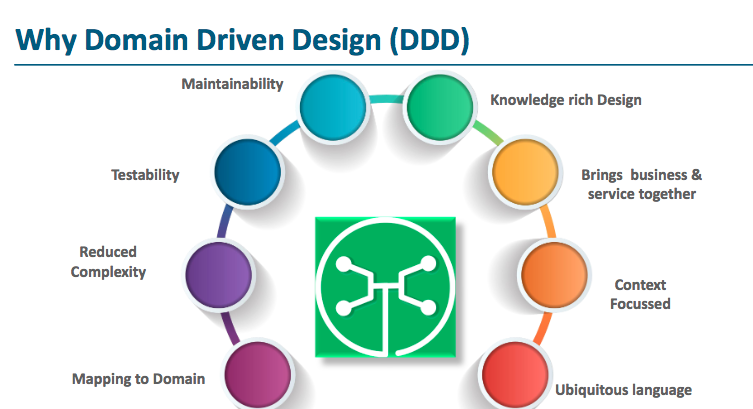 Why Domain Driven Design (DDD)
Maintainability
Knowledge rich Design
Testability
Brings business &
service together
Reduced
Complexity
Context
Focussed
Mapping to Domain
Ubiquitous language